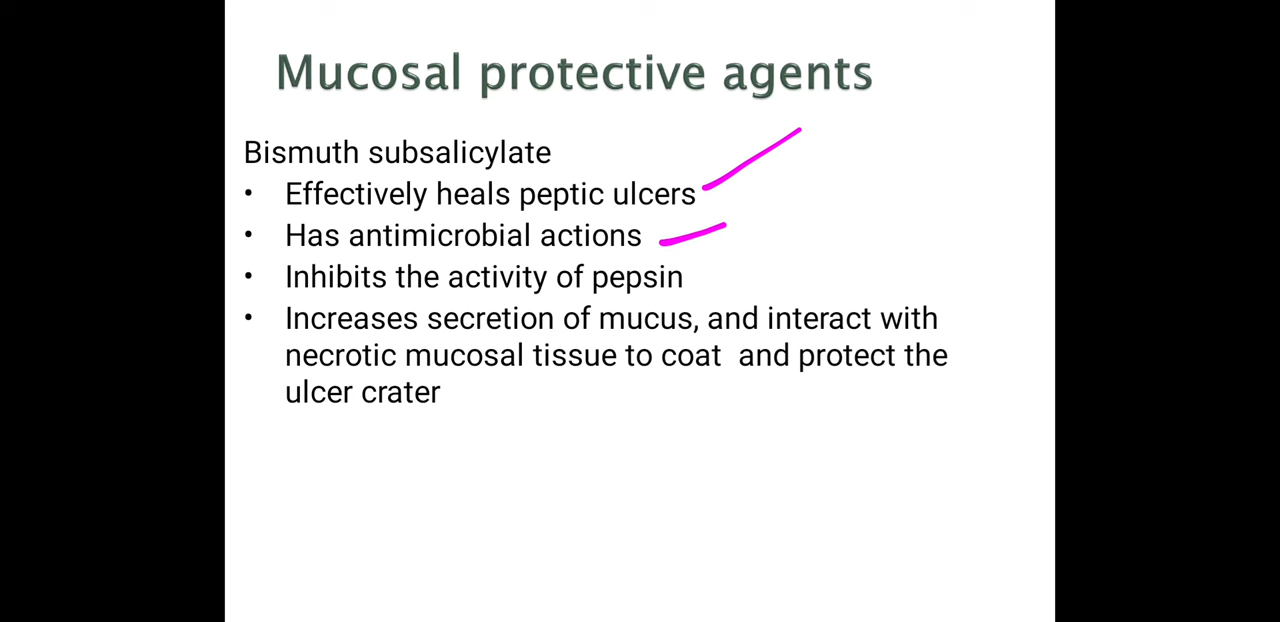 Mucosal protective agents
Bismuth subsalicylate
• Effectively heals peptic ulcers
• Has antimicrobial actions
• Inhibits the activity of pepsin
• Increases secretion of mucus, and interact with
necrotic mucosal tissue to coat  and protect the
ulcer crater